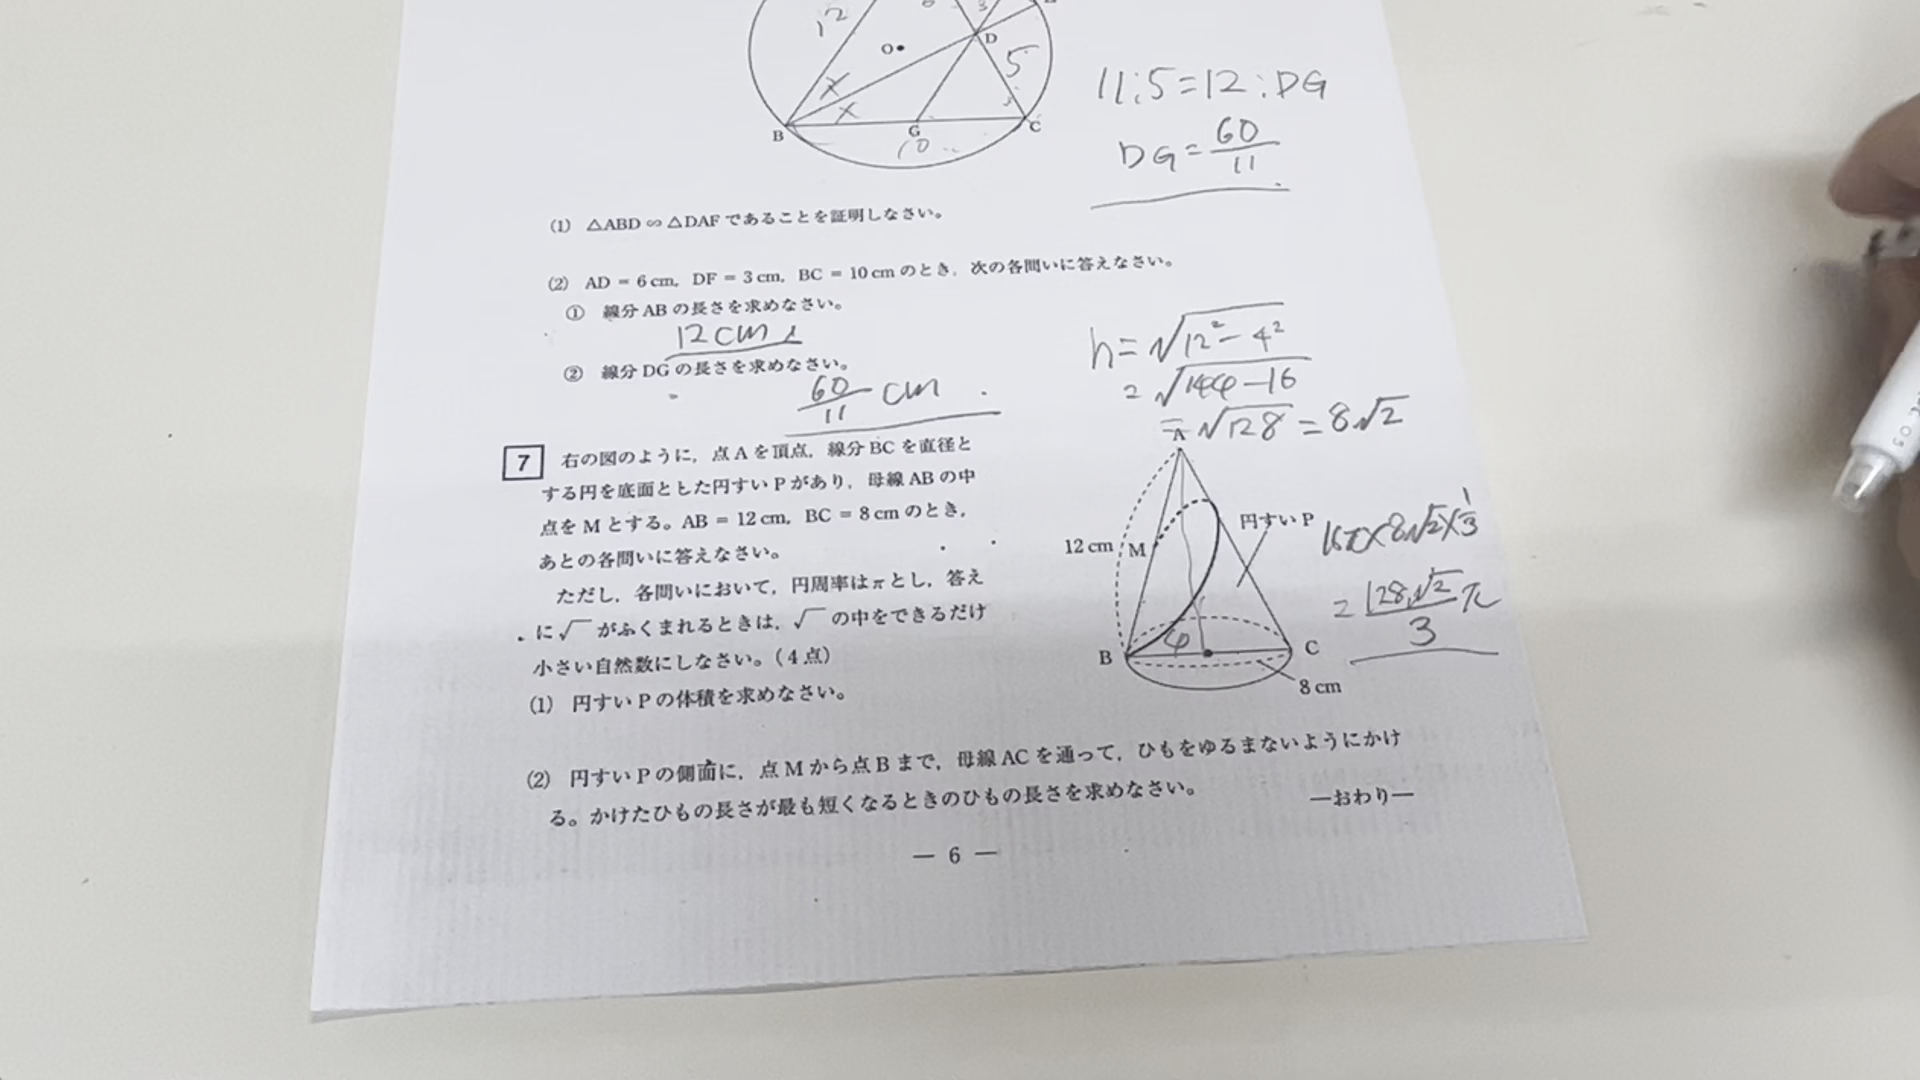 12
6
3
O
D
5
×
×
B
G
C
10
3
11:5=12:DG
DG=60/11
(1) △ABD∽△DAF であることを証明しなさい。
(2) AD = 6 cm, DF = 3 cm, BC = 10 cm のとき, 次の各問いに答えなさい。
① 線分 AB の長さを求めなさい。
12cm
② 線分 DG の長さを求めなさい。
60/11 cm
h=√12²-4²
=√144-16
=√128=8√2
7 右の図のように, 点 A を頂点, 線分 BC を直径と
する円を底面とした円すい P があり, 母線 AB の中
点を M とする。AB = 12 cm, BC = 8 cm のとき,
あとの各問いに答えなさい。
ただし, 各問いにおいて, 円周率は π とし, 答え
に √ がふくまれるときは, √ の中をできるだけ
小さい自然数にしなさい。(4点)
(1) 円すい P の体積を求めなさい。
A
円すい P
12 cm
M
4
B
C
8 cm
16π×8√2×1/3
=128√2/3 π
(2) 円すい P の側面に, 点 M から点 B まで, 母線 AC を通って, ひもをゆるまないようにかけ
る。かけたひもの長さが最も短くなるときのひもの長さを求めなさい。
―おわり―
― 6 ―